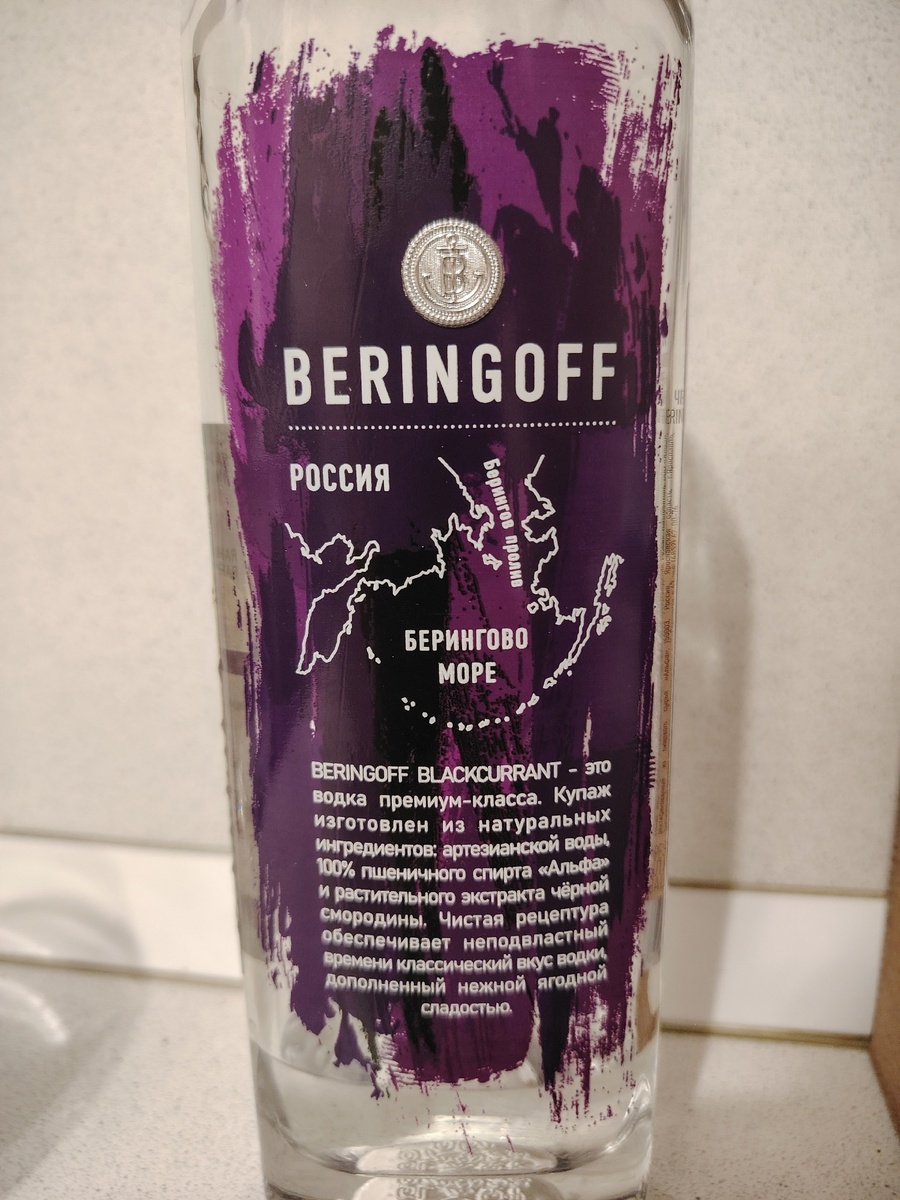 BERINGOFF
РОССИЯ
Берингов пролив
БЕРИНГОВО
МОРЕ
BERINGOFF BLACKCURRANT - это
водка премиум-класса. Купаж
изготовлен из натуральных
ингредиентов: артезианской воды,
100% пшеничного спирта «Альфа»
и растительного экстракта чёрной
смородины. Чистая рецептура
обеспечивает неподвластный
времени классический вкус водки,
дополненный нежной ягодной
сладостью.